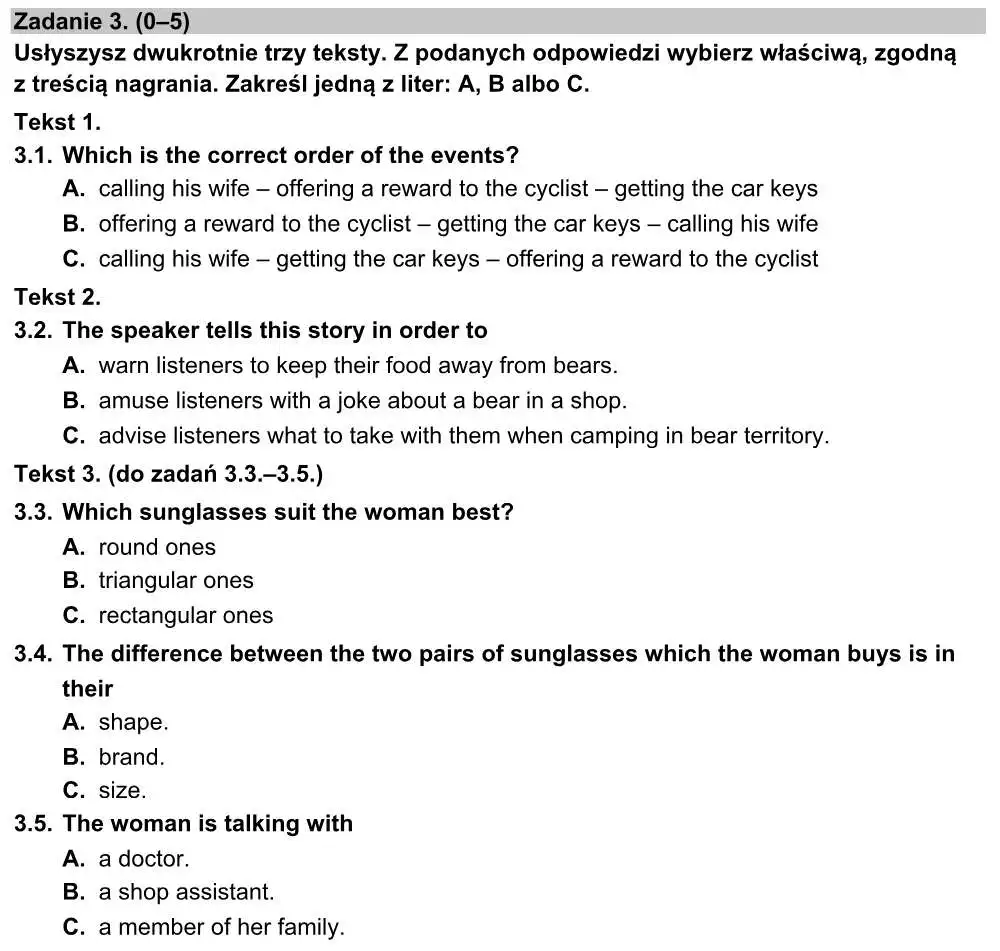 Zadanie 3. (0–5)
Usłyszysz dwukrotnie trzy teksty. Z podanych odpowiedzi wybierz właściwą, zgodną
z treścią nagrania. Zakreśl jedną z liter: A, B albo C.
Tekst 1.
3.1. Which is the correct order of the events?
A. calling his wife – offering a reward to the cyclist – getting the car keys
B. offering a reward to the cyclist – getting the car keys – calling his wife
C. calling his wife – getting the car keys – offering a reward to the cyclist
Tekst 2.
3.2. The speaker tells this story in order to
A. warn listeners to keep their food away from bears.
B. amuse listeners with a joke about a bear in a shop.
C. advise listeners what to take with them when camping in bear territory.
Tekst 3. (do zadań 3.3.–3.5.)
3.3. Which sunglasses suit the woman best?
A. round ones
B. triangular ones
C. rectangular ones
3.4. The difference between the two pairs of sunglasses which the woman buys is in
their
A. shape.
B. brand.
C. size.
3.5. The woman is talking with
A. a doctor.
B. a shop assistant.
C. a member of her family.